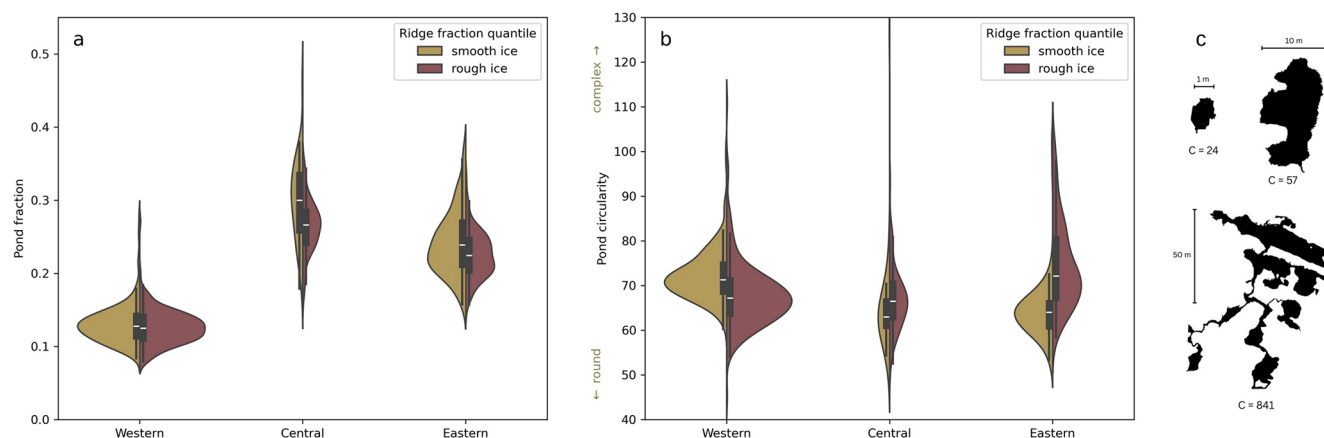 a
Ridge fraction quantile
smooth ice
rough ice
Pond fraction
0.5
0.4
0.3
0.2
0.1
0.0
Western
Central
Eastern
b
Ridge fraction quantile
smooth ice
rough ice
complex →
← round
Pond circularity
130
120
110
100
90
80
70
60
50
40
Western
Central
Eastern
c
10 m
1 m
C = 24
C = 57
50 m
C = 841